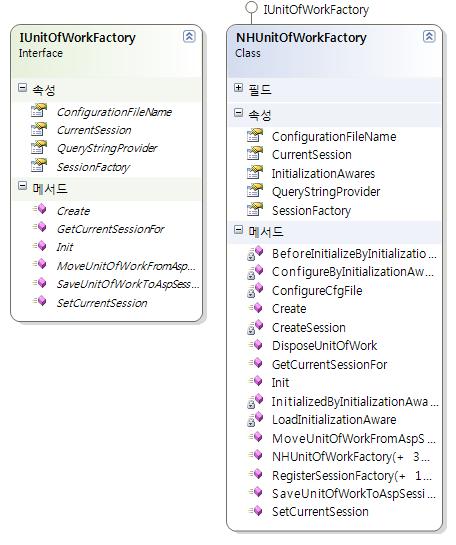 IUnitOfWorkFactory
Interface
속성
ConfigurationFileName
CurrentSession
QueryStringProvider
SessionFactory
메서드
Create
GetCurrentSessionFor
Init
MoveUnitOfWorkFromAsp...
SaveUnitOfWorkToAspSess...
SetCurrentSession
IUnitOfWorkFactory
NHUnitOfWorkFactory
Class
필드
속성
ConfigurationFileName
CurrentSession
InitializationAwares
QueryStringProvider
SessionFactory
메서드
BeforeInitializeByInitializatio...
ConfigureByInitializationAw...
ConfigureCfgFile
Create
CreateSession
DisposeUnitOfWork
GetCurrentSessionFor
Init
InitializedByInitializationAwa...
LoadInitializationAware
MoveUnitOfWorkFromAspS...
NHUnitOfWorkFactory(+ 3...
RegisterSessionFactory(+ 1...
SaveUnitOfWorkToAspSessi...
SetCurrentSession